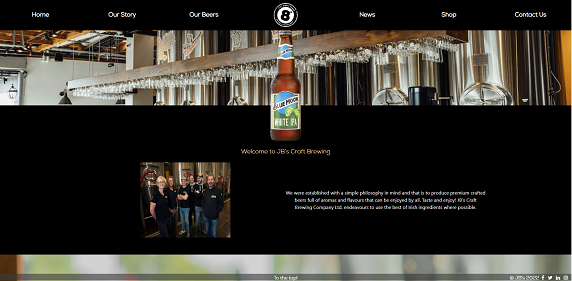 Home Our Story Our Beers News Shop Contact Us
BLUE MOON
WHITE IPA
Welcome to JB's Craft Brewing
We were established with a simple philosophy in mind and that is to produce premium crafted
beers full of aromas and flavours that can be enjoyed by all. Taste and enjoy! JB's Craft
Brewing Company Ltd. endeavours to use the best of Irish ingredients where possible.
To the top!
© JB's 2022